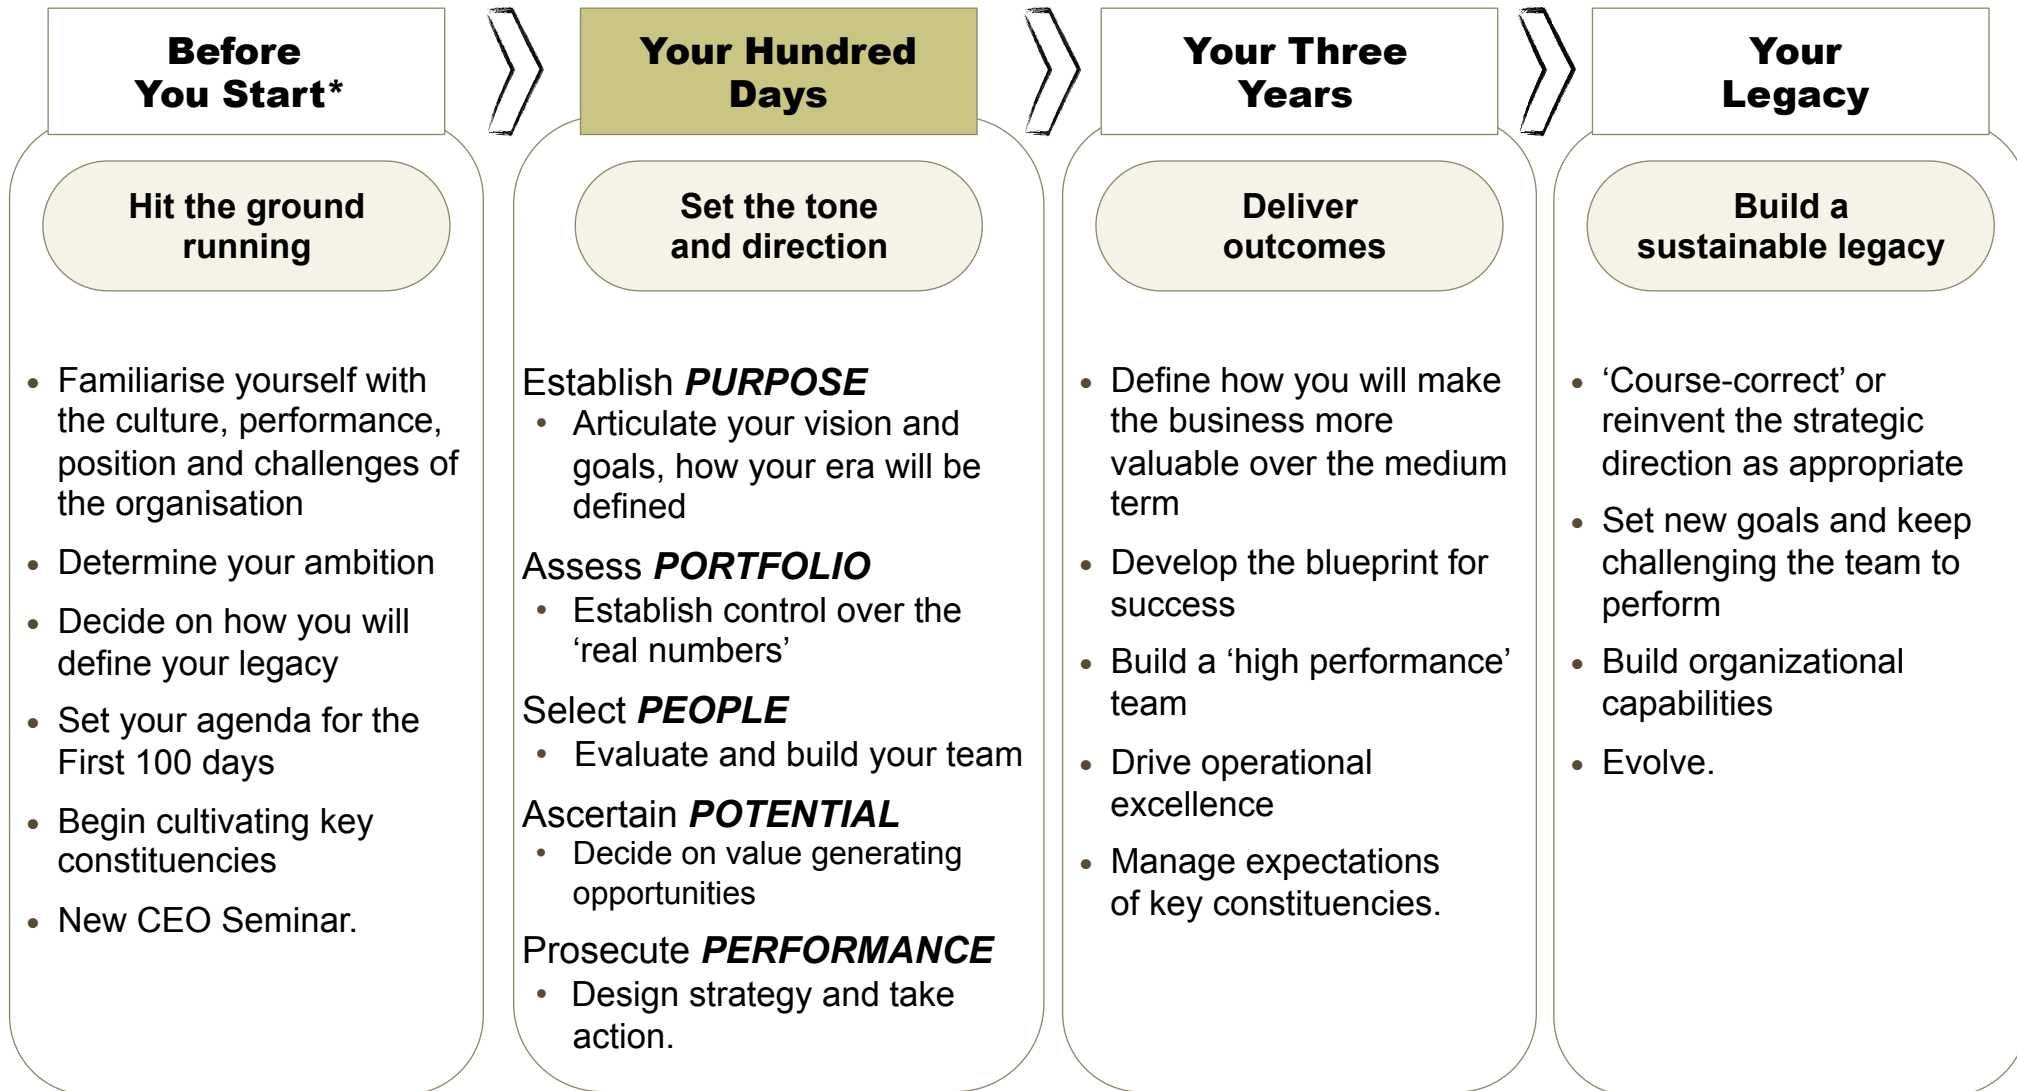 Before
You Start*
Hit the ground
running
• Familiarise yourself with
the culture, performance,
position and challenges of
the organisation
• Determine your ambition
• Decide on how you will
define your legacy
• Set your agenda for the
First 100 days
• Begin cultivating key
constituencies
• New CEO Seminar.
Your Hundred
Days
Set the tone
and direction
Establish PURPOSE
• Articulate your vision and
goals, how your era will be
defined
Assess PORTFOLIO
• Establish control over the
‘real numbers’
Select PEOPLE
• Evaluate and build your team
Ascertain POTENTIAL
• Decide on value generating
opportunities
Prosecute PERFORMANCE
• Design strategy and take
action.
Your Three
Years
Deliver
outcomes
• Define how you will make
the business more
valuable over the medium
term
• Develop the blueprint for
success
• Build a ‘high performance’
team
• Drive operational
excellence
• Manage expectations
of key constituencies.
Your
Legacy
Build a
sustainable legacy
• ‘Course-correct’ or
reinvent the strategic
direction as appropriate
• Set new goals and keep
challenging the team to
perform
• Build organizational
capabilities
• Evolve.